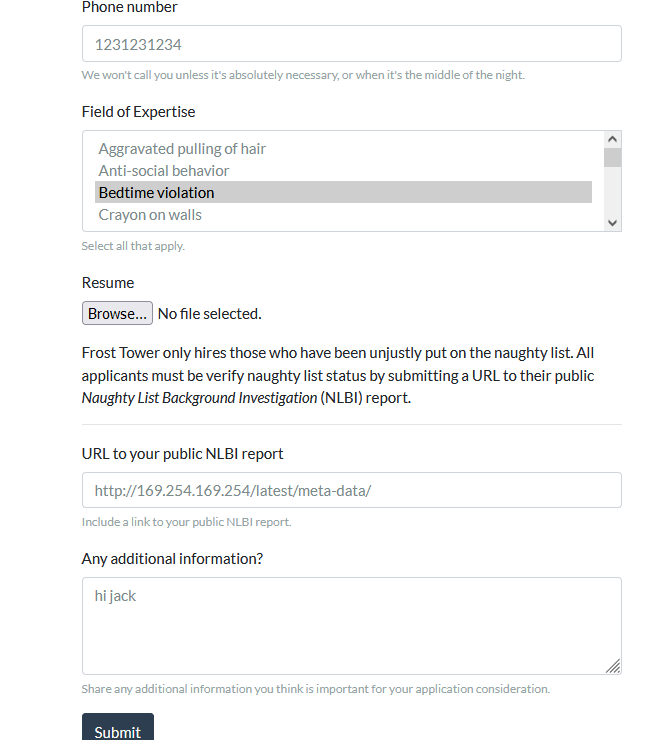 Phone number
1231231234
We won't call you unless it's absolutely necessary, or when it's the middle of the night.
Field of Expertise
Aggravated pulling of hair
Anti-social behavior
Bedtime violation
Crayon on walls
Select all that apply.
Resume
Browse... No file selected.
Frost Tower only hires those who have been unjustly put on the naughty list. All
applicants must be verify naughty list status by submitting a URL to their public
Naughty List Background Investigation (NLBI) report.
URL to your public NLBI report
http://169.254.169.254/latest/meta-data/
Include a link to your public NLBI report.
Any additional information?
hi jack
Share any additional information you think is important for your application consideration.
Submit